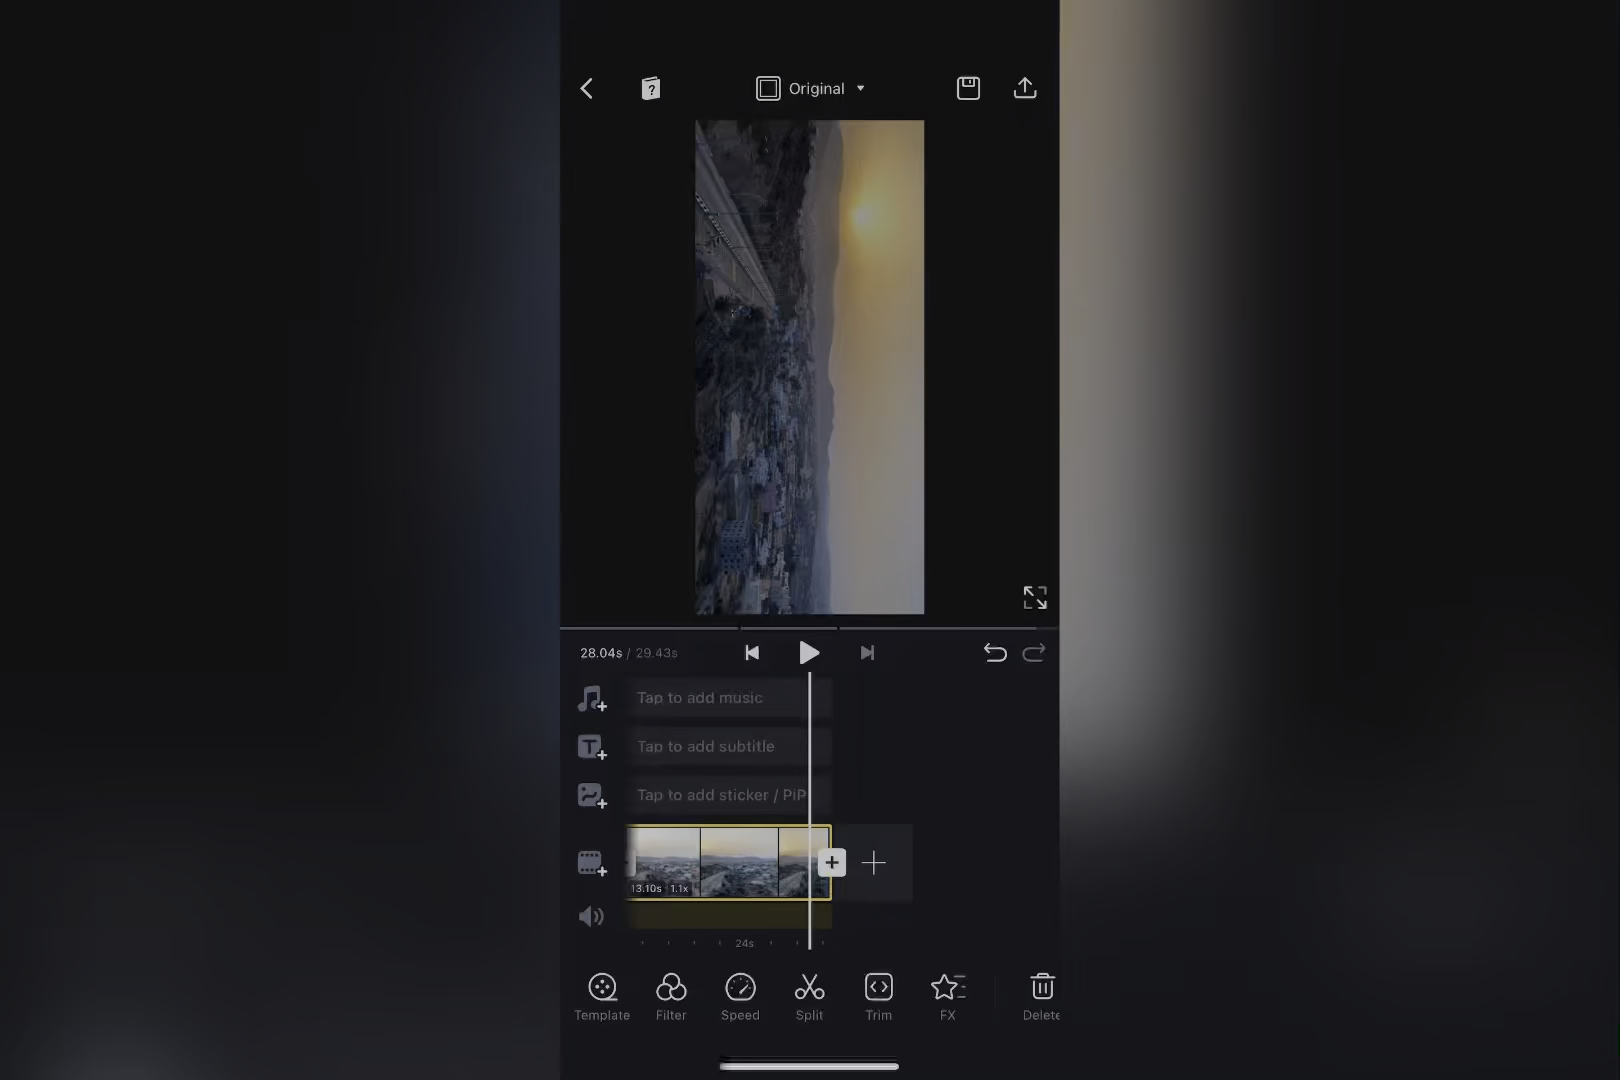 Original
28.04s / 29.43s
Tap to add music
Tap to add subtitle
Tap to add sticker / PiP
13.10s 1.1x
24s
Template Filter Speed Split Trim FX Delete